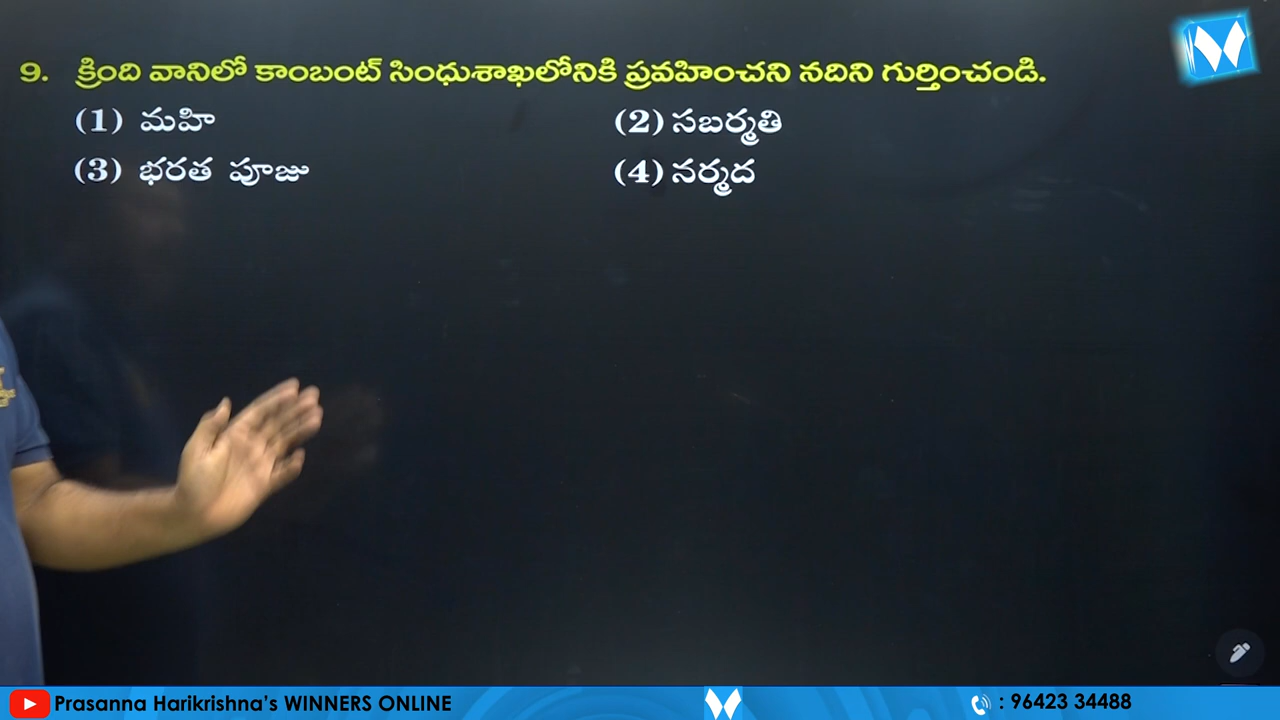 9. క్రింది వానిలో కాంబంట్ సింధుశాఖలోనికి ప్రవహించని నదిని గుర్తించండి.
(1) మహి (2) సబర్మతి
(3) భరత పూజు (4) నర్మద
Prasanna Harikrishna's WINNERS ONLINE : 96423 34488